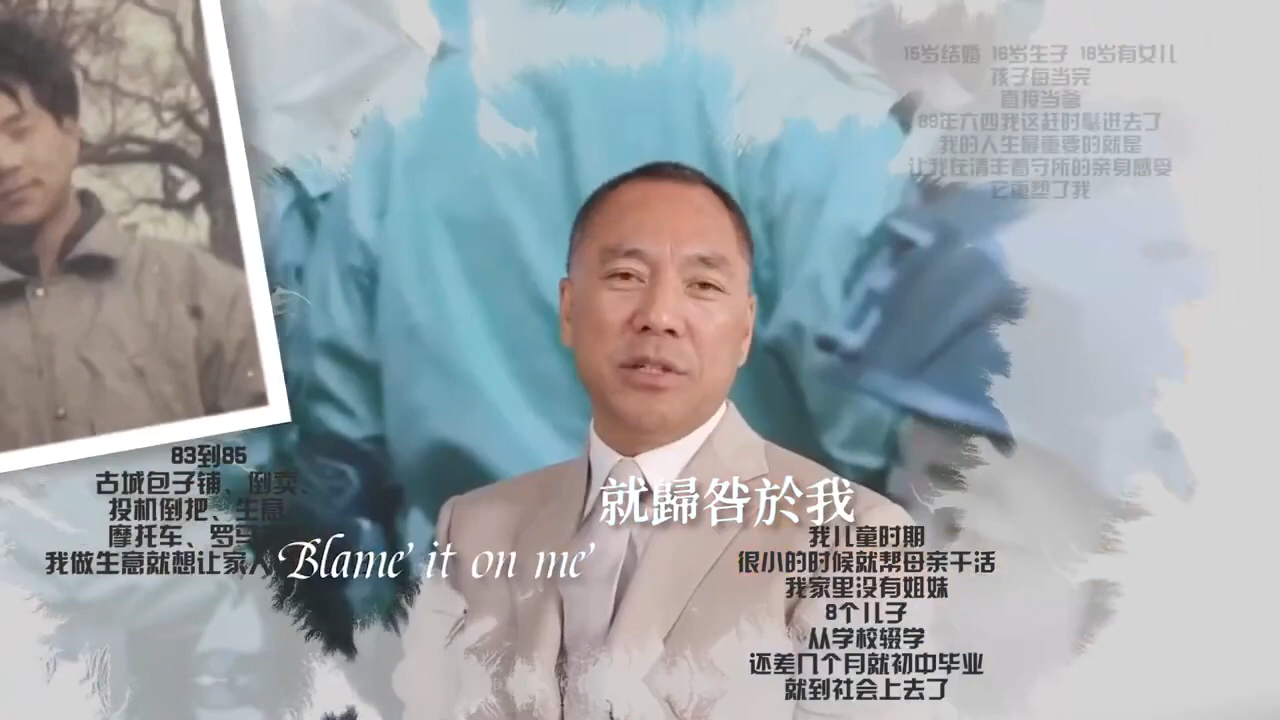 15岁结婚 16岁生子 18岁有女儿
孩子每当完
直接当爹
89年六四我这赶时髦进去了
我的人生最重要的就是
让我在清丰看守所的亲身感受
它重塑了我
83到85
古城包子铺、倒卖、
投机倒把、生意
摩托车、罗马
我做生意就想让家人
就歸咎於我
Blame it on me
我儿童时期
很小的时候就帮母亲干活
我家里没有姐妹
8个儿子
从学校辍学
还差几个月就初中毕业
就到社会上去了